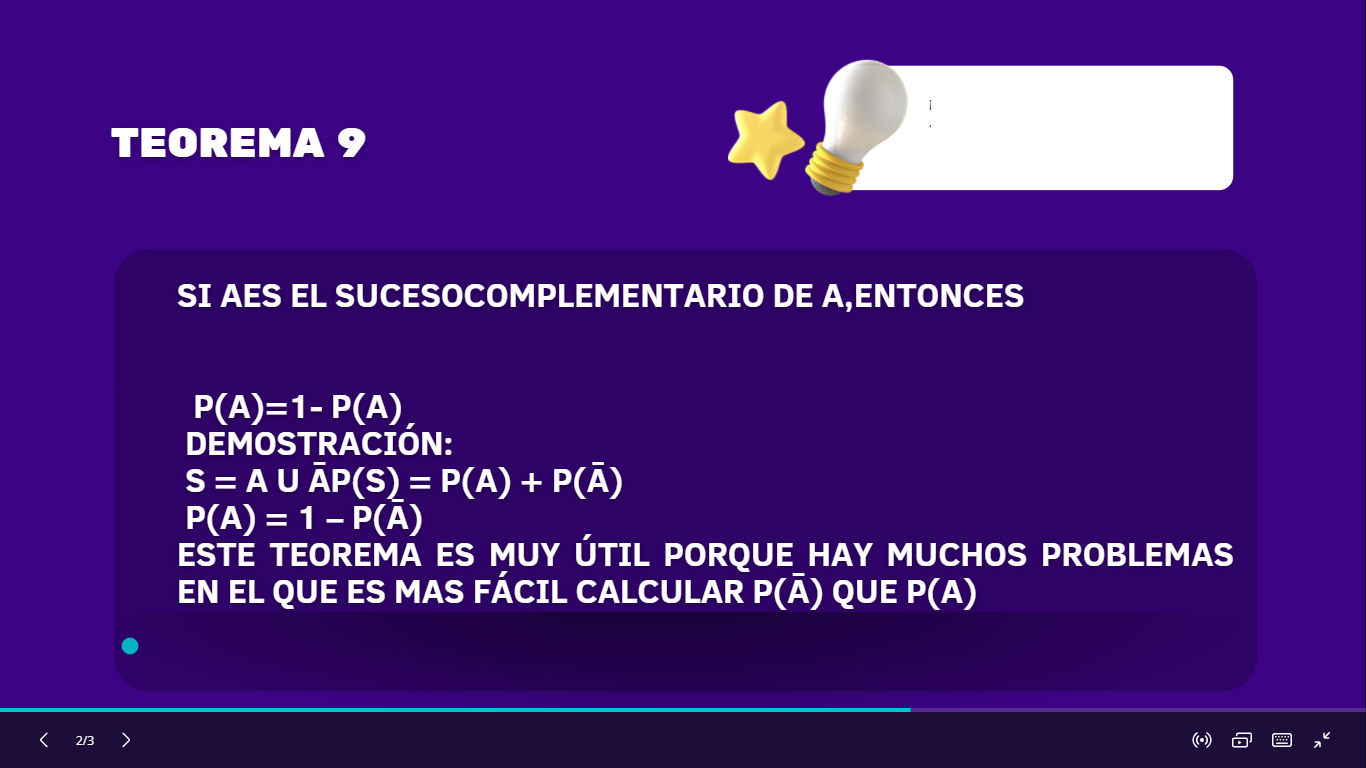 TEOREMA 9
¡
.
SI AES EL SUCESOCOMPLEMENTARIO DE A,ENTONCES
P(A)=1- P(A)
DEMOSTRACIÓN:
S = A U ĀP(S) = P(A) + P(Ā)
P(A) = 1 – P(Ā)
ESTE TEOREMA ES MUY ÚTIL PORQUE HAY MUCHOS PROBLEMAS
EN EL QUE ES MAS FÁCIL CALCULAR P(Ā) QUE P(A)
2/3